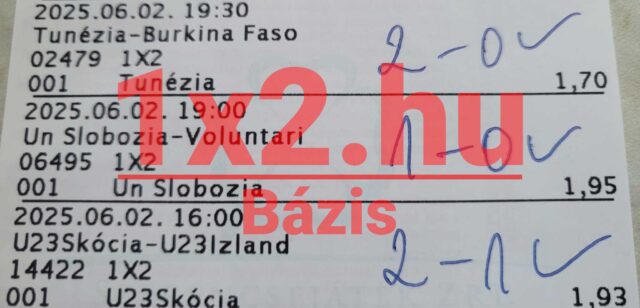 2025.06.02. 19:30
Tunézia-Burkina Faso
2-0
02479 1X2
001 Tunézia 1,70
1x2.hu
2025.06.02. 19:00
Un Slobozia-Voluntari
1-0
06495 1X2
001 Un Slobozia 1,95
Bázis
2025.06.02. 16:00
U23Skócia-U23Izland
2-1
14422 1X2
001 U23Skócia 1,93